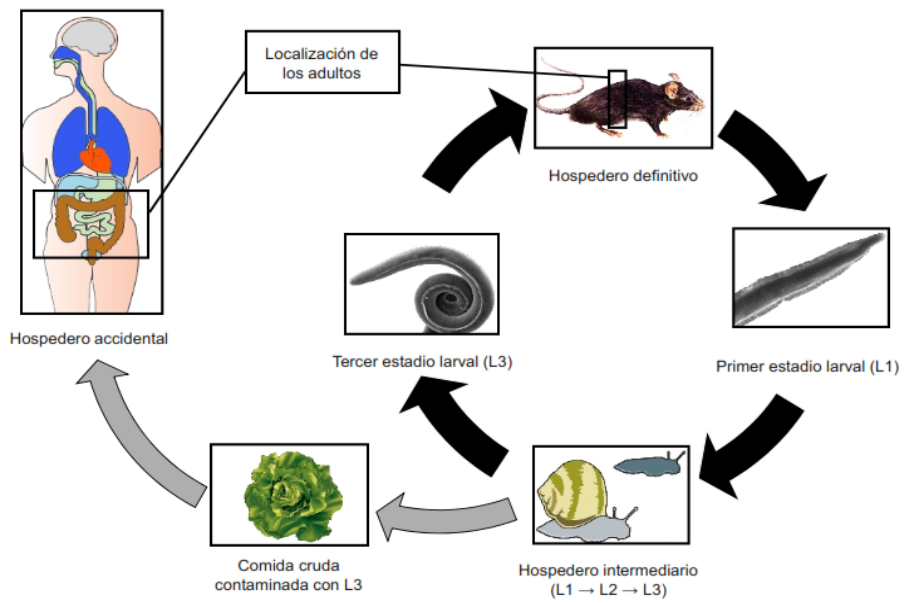 Localización de
los adultos
Hospedero definitivo
Hospedero accidental
Tercer estadio larval (L3)
Primer estadio larval (L1)
Comida cruda
contaminada con L3
Hospedero intermediario
(L1 → L2 → L3)